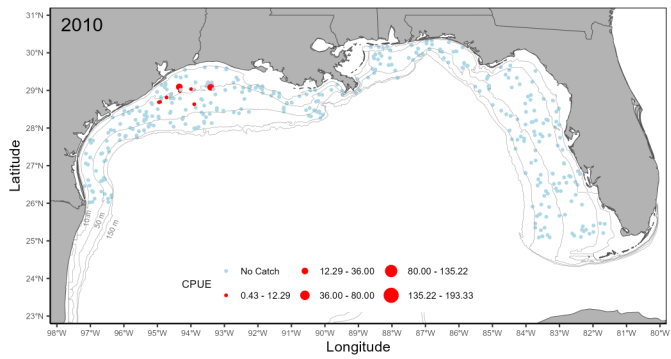 2010
31°N
30°N
29°N
28°N
27°N
26°N
25°N
24°N
23°N
Latitude
10 m
50 m
150 m
CPUE
No Catch
12.29 - 36.00
80.00 - 135.22
0.43 - 12.29
36.00 - 80.00
135.22 - 193.33
98°W 97°W 95°W 94°W 93°W 92°W 91°W 90°W 89°W 88°W 87°W 86°W 85°W 84°W 83°W 82°W 81°W 80°W
Longitude